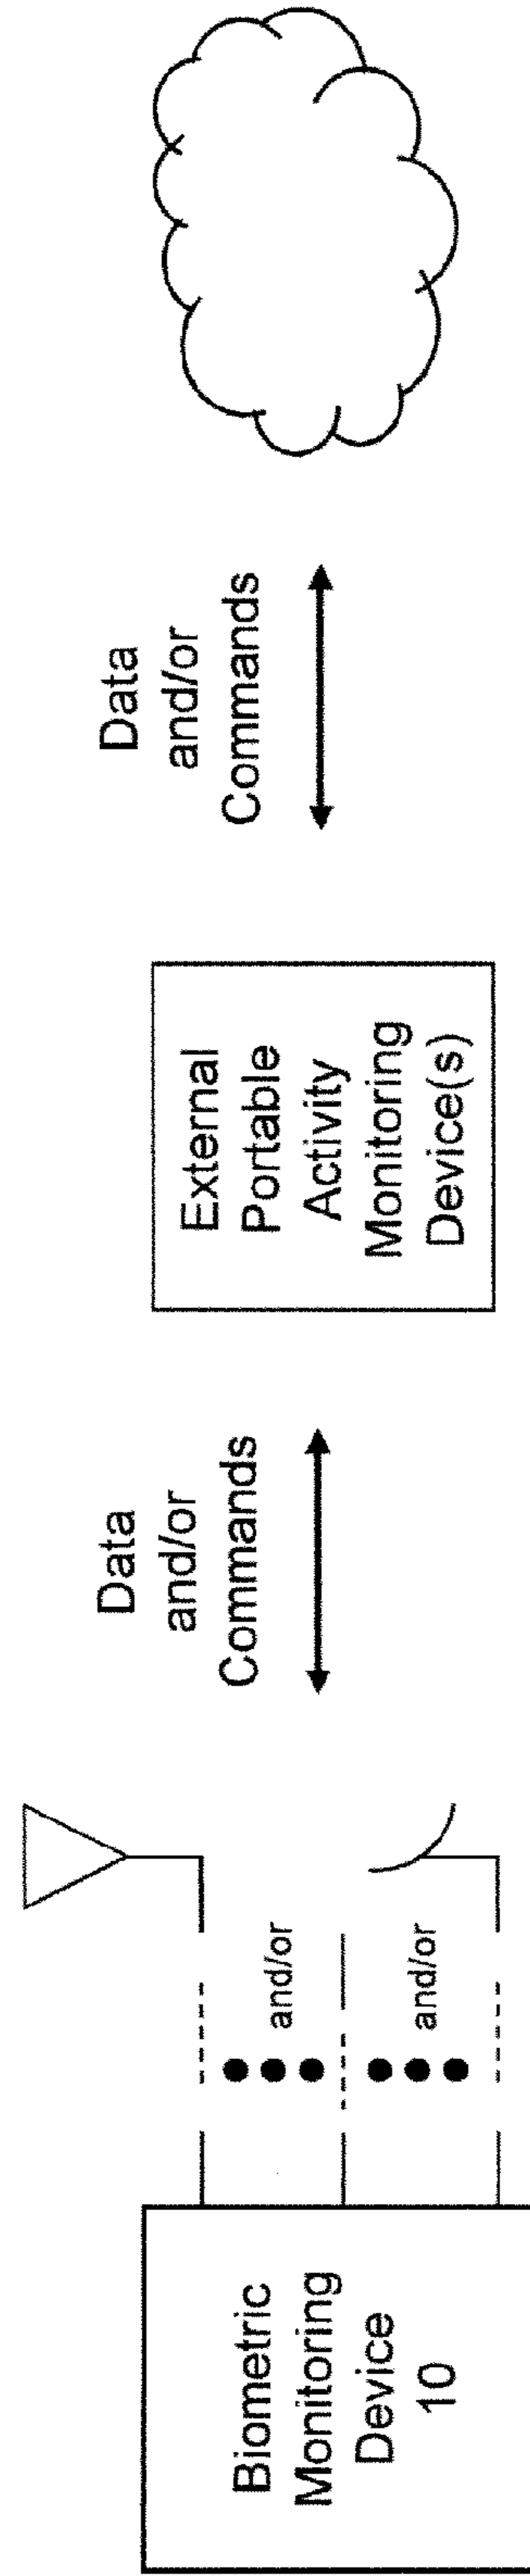 Biometric
Monitoring
Device
10
and/or
and/or
Data
and/or
Commands
External
Portable
Activity
Monitoring
Device(s)
Data
and/or
Commands